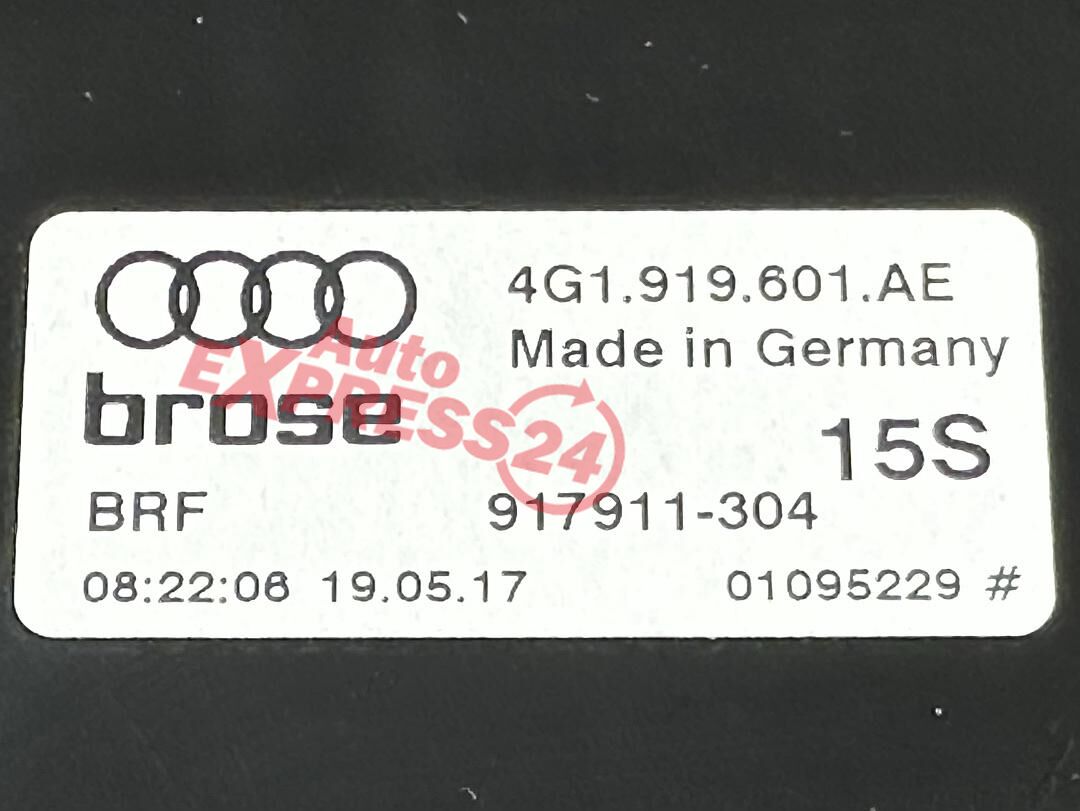 4G1.919.601.AE
Made in Germany
Auto
EXPRESS24
brose
15S
BRF
917911-304
08:22:06 19.05.17
01095229 #